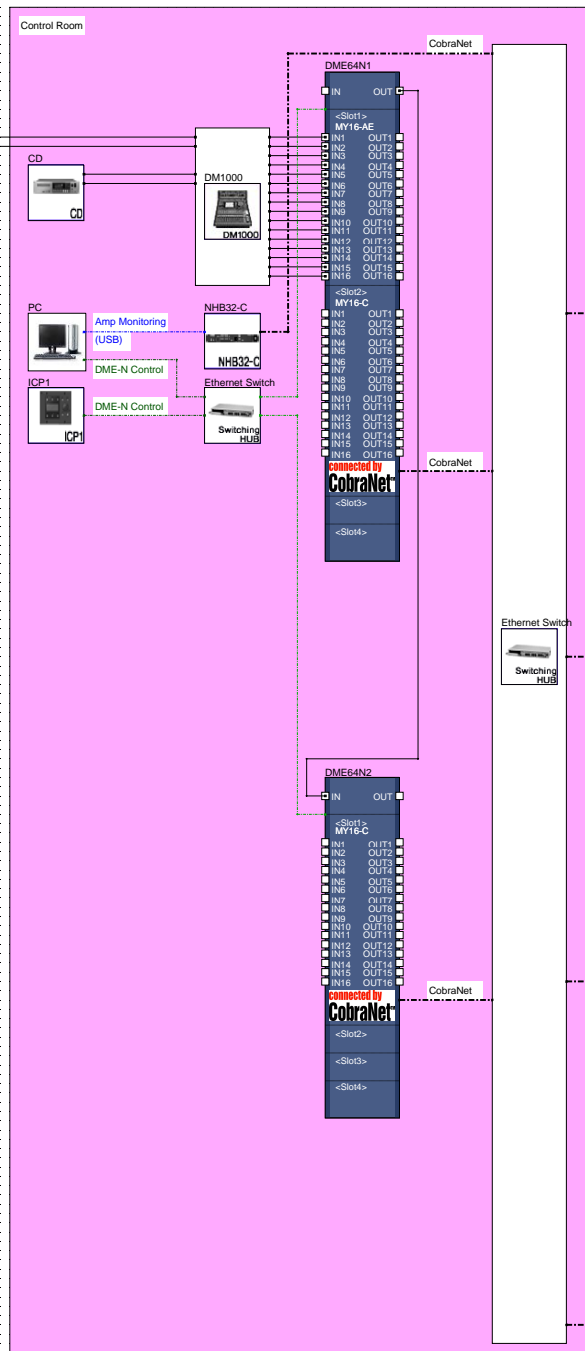 Control Room
CobraNet
DME64N1
IN OUT
<Slot1>
MY16-AE
IN1 OUT1
IN2 OUT2
IN3 OUT3
IN4 OUT4
IN5 OUT5
IN6 OUT6
IN7 OUT7
IN8 OUT8
IN9 OUT9
IN10 OUT10
IN11 OUT11
IN12 OUT12
IN13 OUT13
IN14 OUT14
IN15 OUT15
IN16 OUT16
CD
CD
DM1000
DM1000
<Slot2>
MY16-C
IN1 OUT1
IN2 OUT2
IN3 OUT3
IN4 OUT4
IN5 OUT5
IN6 OUT6
IN7 OUT7
IN8 OUT8
IN9 OUT9
IN10 OUT10
IN11 OUT11
IN12 OUT12
IN13 OUT13
IN14 OUT14
IN15 OUT15
IN16 OUT16
connected by
CobraNet™
<Slot3>
<Slot4>
PC
Amp Monitoring
(USB)
NHB32-C
NHB32-C
DME-N Control
Ethernet Switch
Switching
HUB
ICP1
ICP1
DME-N Control
CobraNet
Ethernet Switch
Switching
HUB
DME64N2
IN OUT
<Slot1>
MY16-C
IN1 OUT1
IN2 OUT2
IN3 OUT3
IN4 OUT4
IN5 OUT5
IN6 OUT6
IN7 OUT7
IN8 OUT8
IN9 OUT9
IN10 OUT10
IN11 OUT11
IN12 OUT12
IN13 OUT13
IN14 OUT14
IN15 OUT15
IN16 OUT16
connected by
CobraNet™
CobraNet
<Slot2>
<Slot3>
<Slot4>